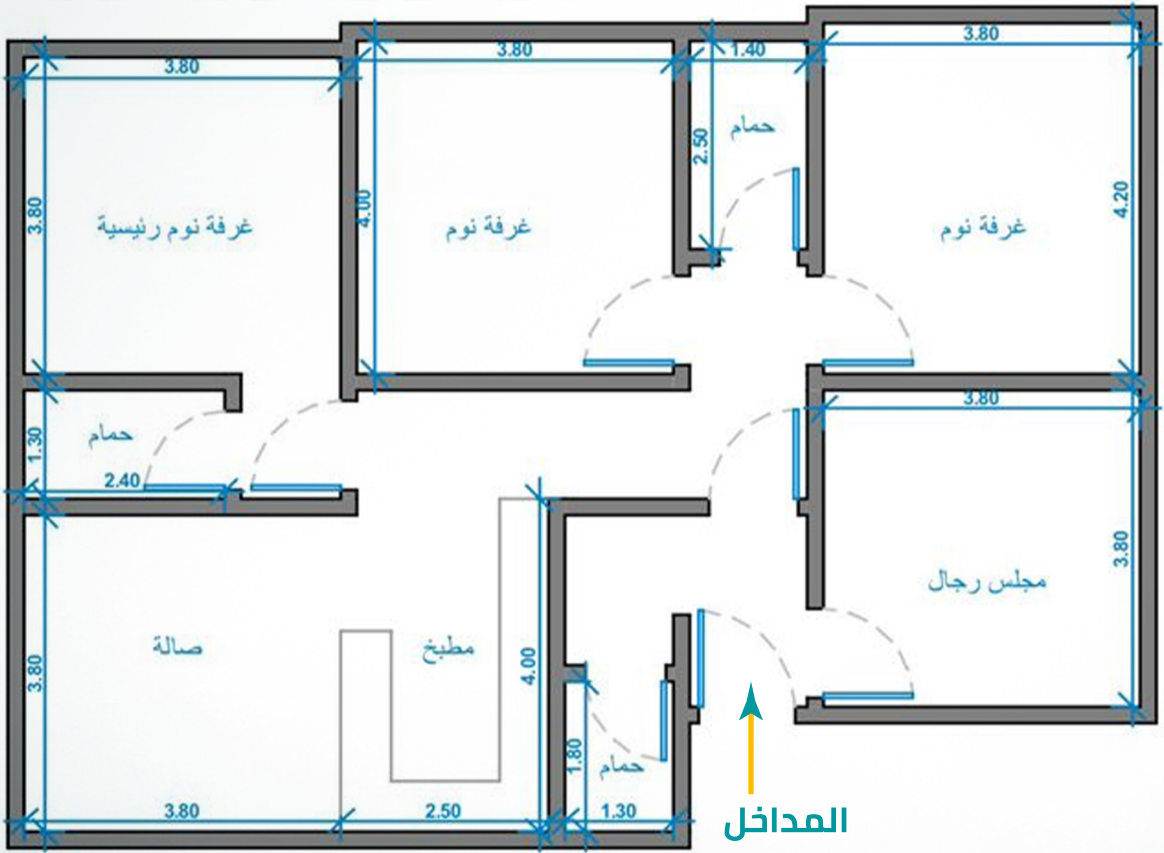 3.80
3.80
1.40
3.80
حمام
2.50
3.80
غرفة نوم رئيسية
4.00
غرفة نوم
غرفة نوم
4.20
3.80
حمام
1.30
2.40
مجلس رجال
3.80
صالة
مطبخ
3.80
4.00
1.80
حمام
3.80
2.50
1.30
المداخل